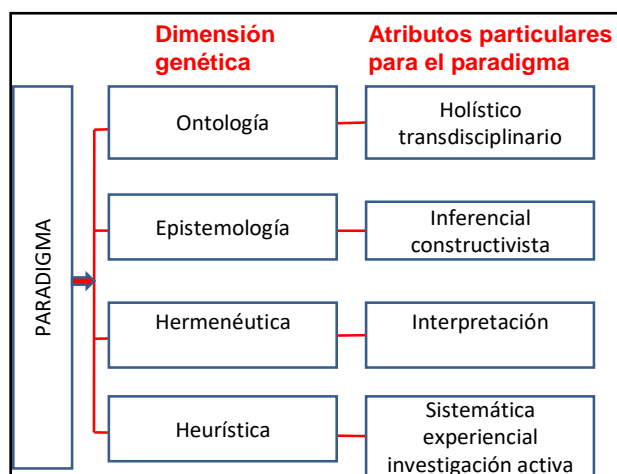 Dimensión
genética
Atributos particulares
para el paradigma
PARADIGMA
Ontología
Holístico
transdisciplinario
Epistemología
Inferencial
constructivista
Hermenéutica
Interpretación
Heurística
Sistemática
experiencial
investigación activa